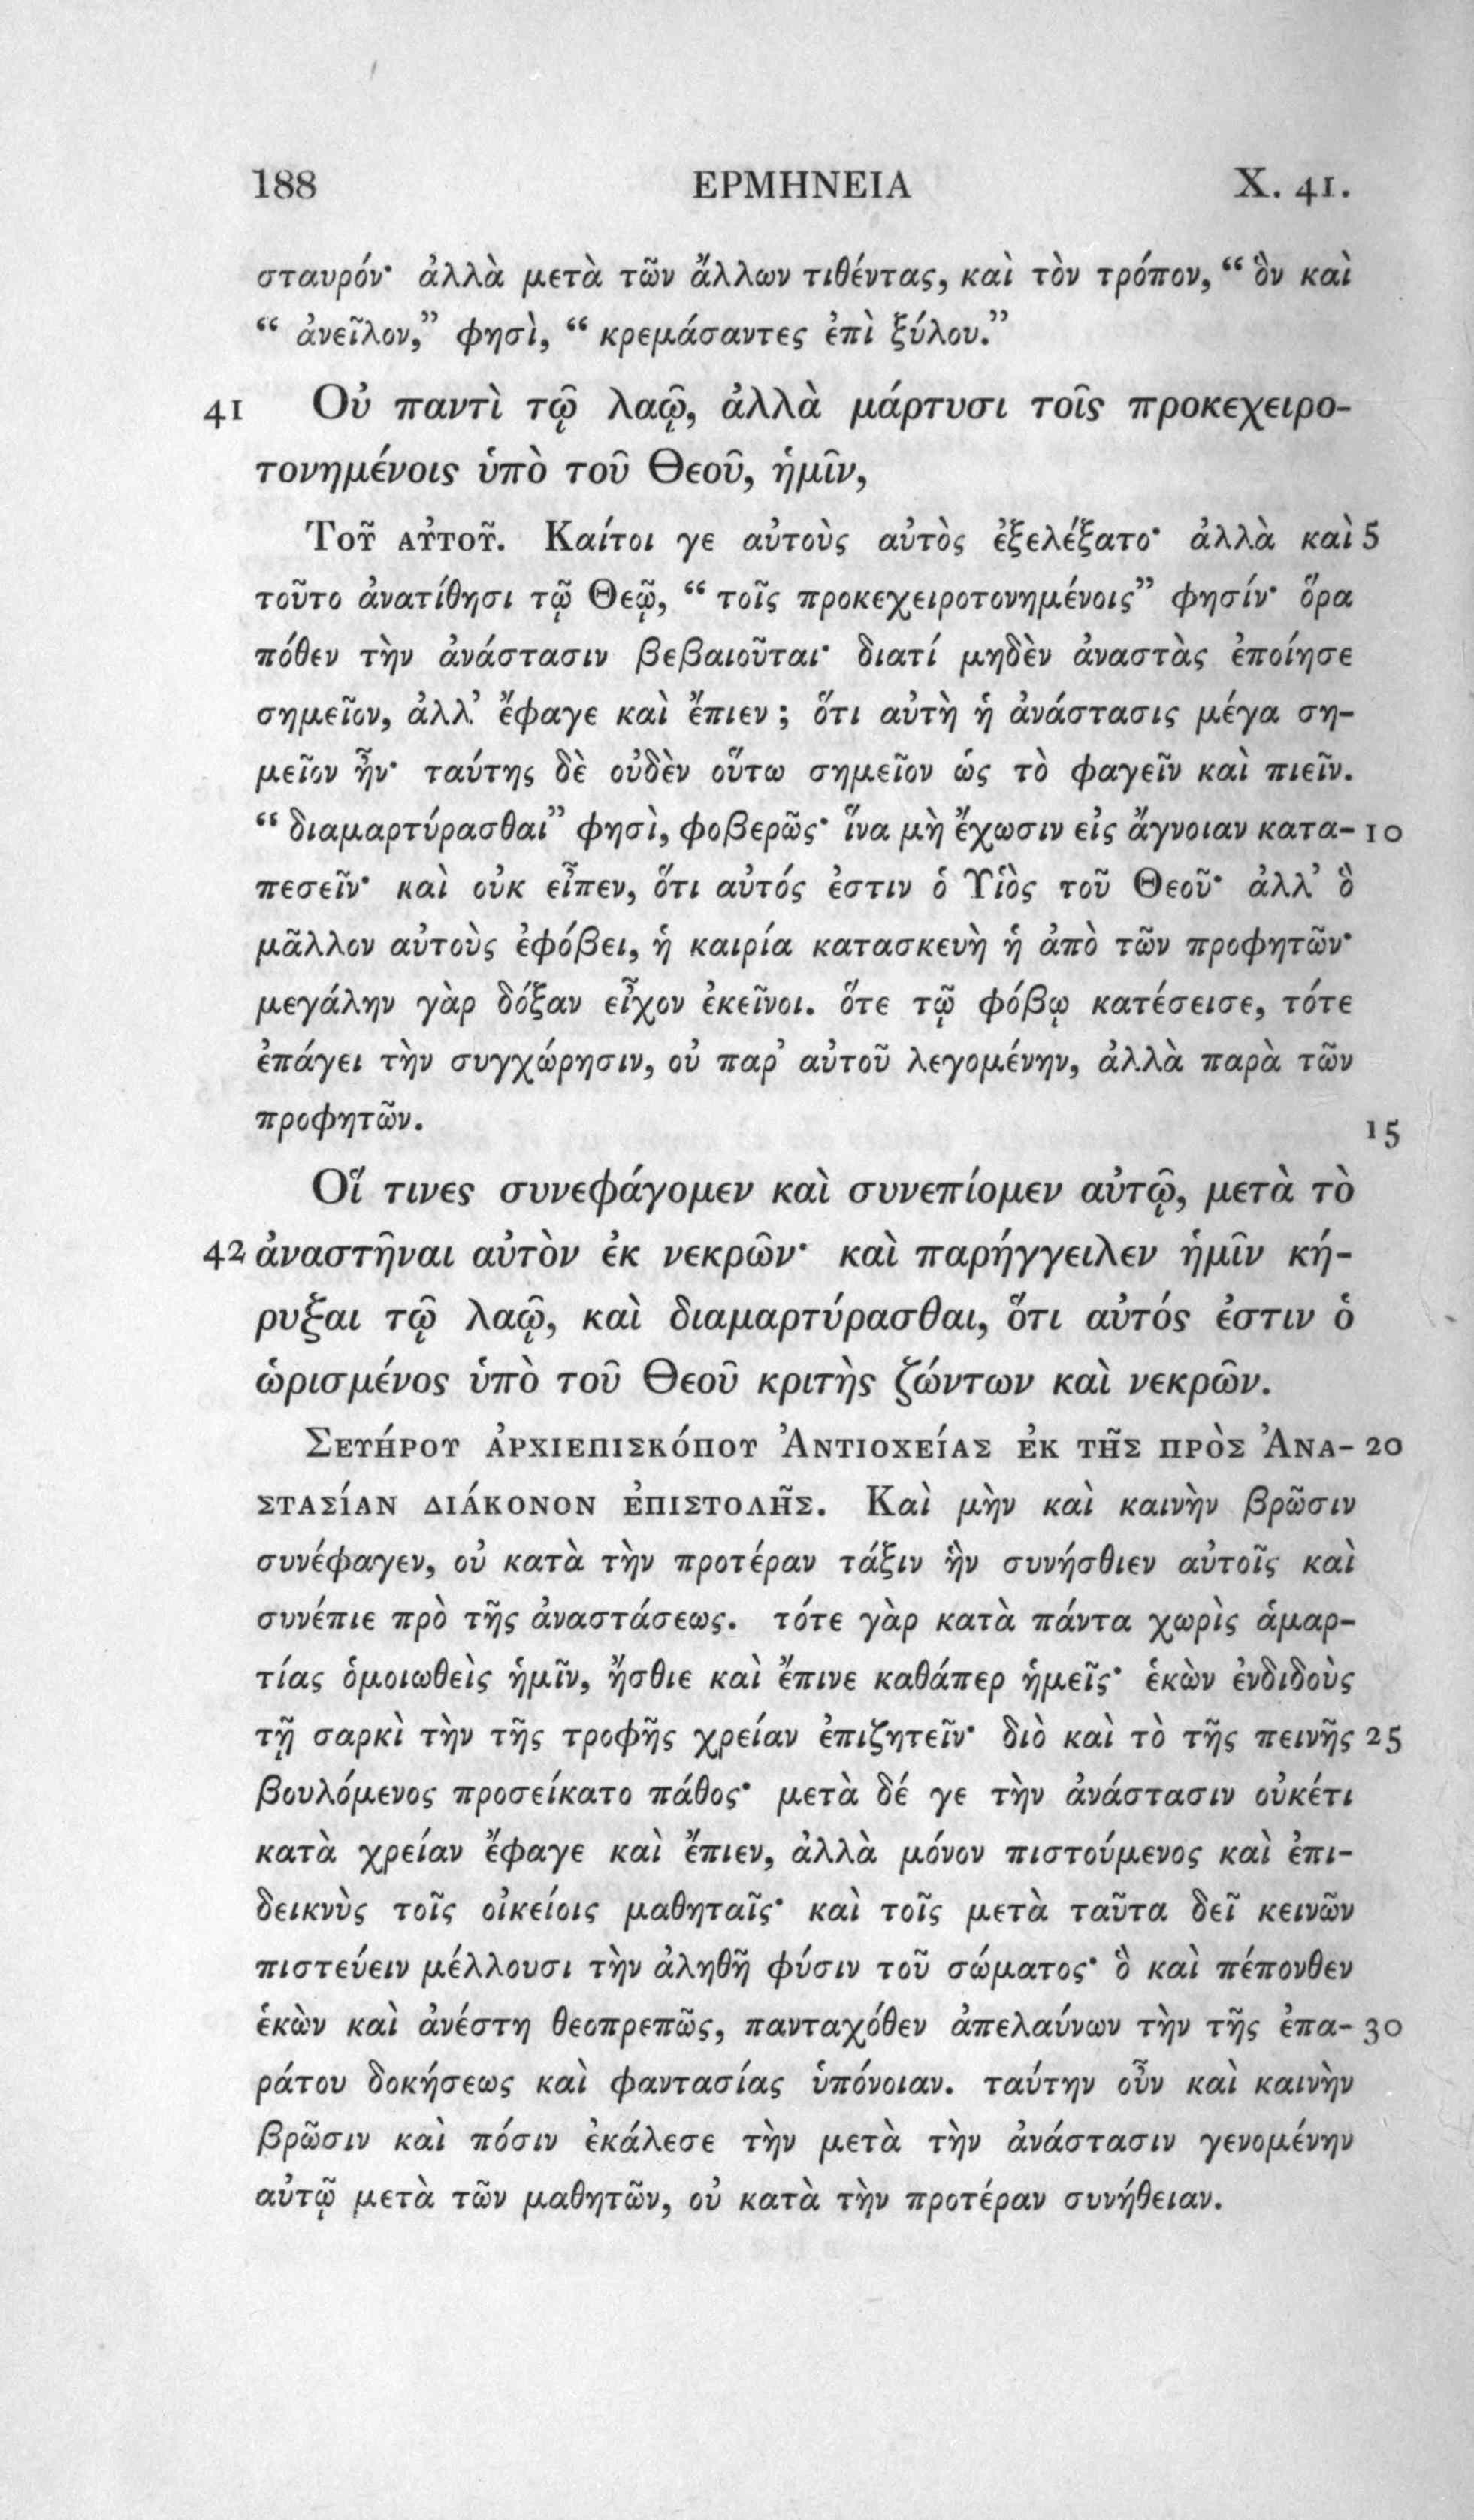 188 ΕΡΜΗΝΕΙΑ X. 41.
σταυρόν· ἀλλὰ μετὰ τῶν ἄλλων τιθέντας, καὶ τὸν τρόπον, “ ὃν καὶ
“ ἀνεῖλον,” φησὶ, “ κρεμάσαντες ἐπὶ ξύλου.”
41 Οὐ παντὶ τῷ λαῷ, ἀλλὰ μάρτυσι τοῖς προκεχειρο-
τονημένοις ὑπὸ τοῦ Θεοῦ, ἡμῖν,
Τοῦ αὐτοῦ. Καίτοι γε αὐτοὺς αὐτὸς ἐξελέξατο· ἀλλὰ καὶ 5
τοῦτο ἀνατίθησι τῷ Θεῷ, “ τοῖς προκεχειροτονημένοις” φησίν· ὅρα
πόθεν τὴν ἀνάστασιν βεβαιοῦται· διατί μηδὲν ἀναστὰς ἐποίησε
σημεῖον, ἀλλ’ ἔφαγε καὶ ἔπιεν ; ὅτι αὐτὴ ἡ ἀνάστασις μέγα ση-
μεῖον ἦν· ταύτης δὲ οὐδὲν οὕτω σημεῖον ὡς τὸ φαγεῖν καὶ πιεῖν.
“ διαμαρτύρασθαι” φησὶ, φοβερῶς· ἵνα μὴ ἔχωσιν εἰς ἄγνοιαν κατα- 10
πεσεῖν· καὶ οὐκ εἶπεν, ὅτι αὐτός ἐστιν ὁ Υἱὸς τοῦ Θεοῦ· ἀλλ’ ὃ
μᾶλλον αὐτοὺς ἐφόβει, ἡ καιρία κατασκευὴ ἡ ἀπὸ τῶν προφητῶν·
μεγάλην γὰρ δόξαν εἶχον ἐκεῖνοι. ὅτε τῷ φόβῳ κατέσεισε, τότε
ἐπάγει τὴν συγχώρησιν, οὐ παρ’ αὐτοῦ λεγομένην, ἀλλὰ παρὰ τῶν
προφητῶν. 15
Οἵ τινες συνεφάγομεν καὶ συνεπίομεν αὐτῷ, μετὰ τὸ
42 ἀναστῆναι αὐτὸν ἐκ νεκρῶν· καὶ παρήγγειλεν ἡμῖν κή-
ρυξαι τῷ λαῷ, καὶ διαμαρτύρασθαι, ὅτι αὐτός ἐστιν ὁ
ὡρισμένος ὑπὸ τοῦ Θεοῦ κριτὴς ζώντων καὶ νεκρῶν.
Σευήρου ἀρχιεπισκόπου Ἀντιοχείας ἐκ τῆς πρὸς Ἀνα- 20
στασίαν διάκονον ἐπιστολῆς. Καὶ μὴν καὶ καινὴν βρῶσιν
συνέφαγεν, οὐ κατὰ τὴν προτέραν τάξιν ἣν συνήσθιεν αὐτοῖς καὶ
συνέπιε πρὸ τῆς ἀναστάσεως. τότε γὰρ κατὰ πάντα χωρὶς ἁμαρ-
τίας ὁμοιωθεὶς ἡμῖν, ἤσθιε καὶ ἔπινε καθάπερ ἡμεῖς· ἑκὼν ἐνδιδοὺς
τῇ σαρκὶ τὴν τῆς τροφῆς χρείαν ἐπιζητεῖν· διὸ καὶ τὸ τῆς πεινῆς 25
βουλόμενος προσείκατο πάθος· μετὰ δέ γε τὴν ἀνάστασιν οὐκέτι
κατὰ χρείαν ἔφαγε καὶ ἔπιεν, ἀλλὰ μόνον πιστούμενος καὶ ἐπι-
δεικνὺς τοῖς οἰκείοις μαθηταῖς· καὶ τοῖς μετὰ ταῦτα δεῖ κεινῶν
πιστεύειν μέλλουσι τὴν ἀληθῆ φύσιν τοῦ σώματος· ὃ καὶ πέπονθεν
ἑκὼν καὶ ἀνέστη θεοπρεπῶς, πανταχόθεν ἀπελαύνων τὴν τῆς ἐπα- 30
ράτου δοκήσεως καὶ φαντασίας ὑπόνοιαν. ταύτην οὖν καὶ καινὴν
βρῶσιν καὶ πόσιν ἐκάλεσε τὴν μετὰ τὴν ἀνάστασιν γενομένην
αὐτῷ μετὰ τῶν μαθητῶν, οὐ κατὰ τὴν προτέραν συνήθειαν.